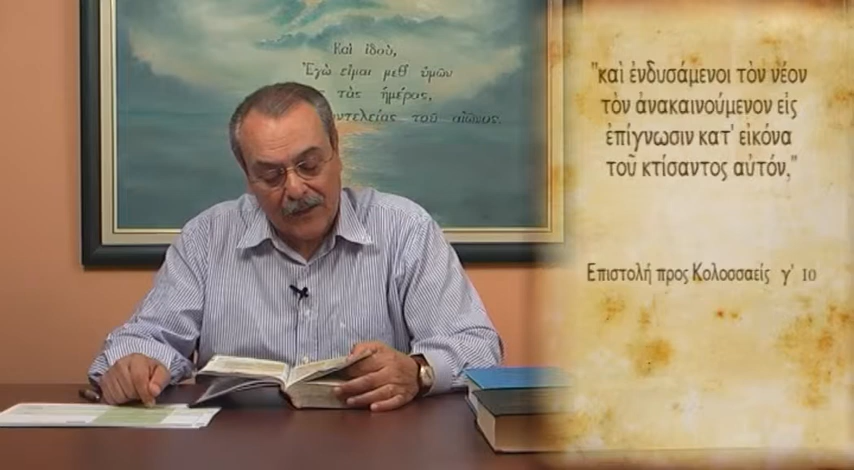 Καὶ ἰδοὺ,
Ἐγὼ εἶμαι μεθ' ὑμῶν
τὰς ἡμέρας,
τοῦ αἰῶνος.
"καὶ ἐνδυσάμενοι τὸν νέον
τὸν ἀνακαινούμενον εἰς
ἐπίγνωσιν κατ' εἰκόνα
τοῦ κτίσαντος αὐτόν,"
Επιστολή προς Κολοσσαείς γ' 10